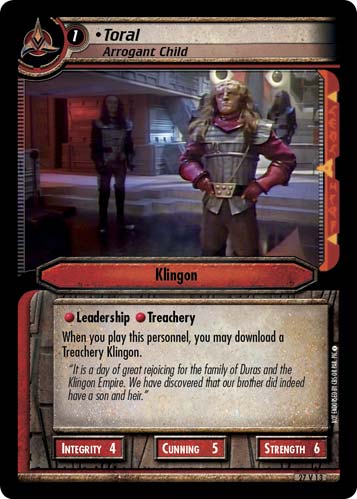 1 • Toral
Arrogant Child
Klingon
Leadership Treachery
When you play this personnel, you may download a
Treachery Klingon.
"It is a day of great rejoicing for the family of Duras and the
Klingon Empire. We have discovered that our brother did indeed
have a son and heir."
INTEGRITY 4 CUNNING 5 STRENGTH 6
27 V 13